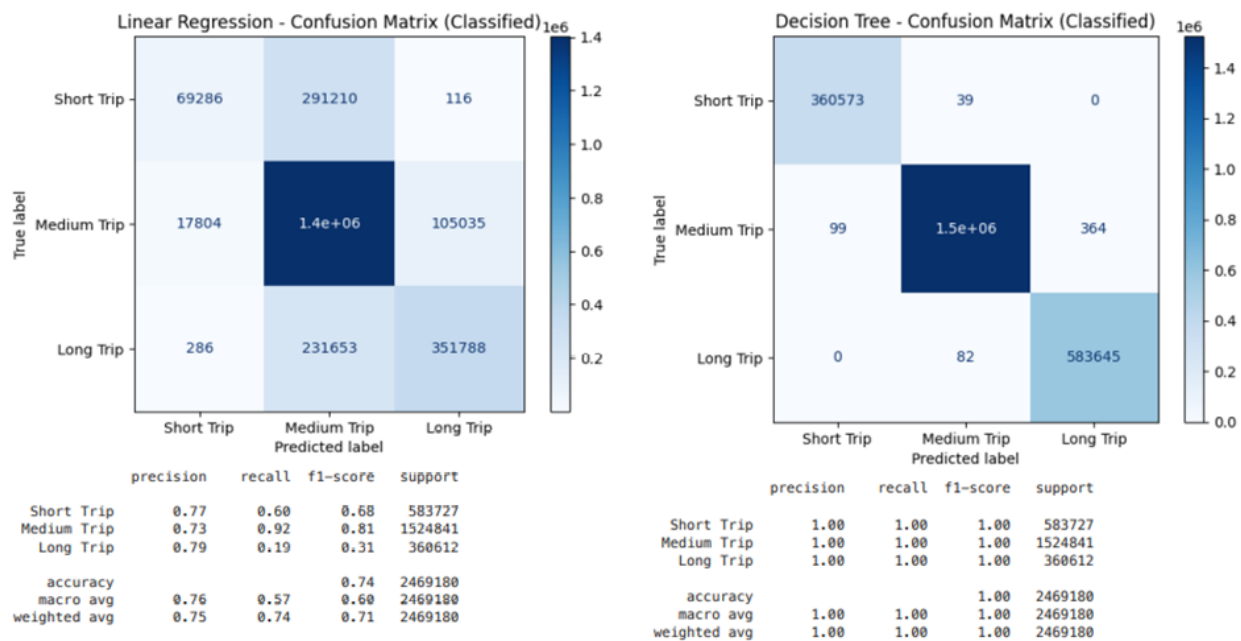 Linear Regression - Confusion Matrix (Classified)
1e6
Short Trip
69286
291210
116
Medium Trip
17804
1.4e+06
105035
Long Trip
286
231653
351788
True label
Short Trip
Medium Trip
Long Trip
Predicted label
1.4
1.2
1.0
0.8
0.6
0.4
0.2
precision recall f1-score support
Short Trip 0.77 0.60 0.68 583727
Medium Trip 0.73 0.92 0.81 1524841
Long Trip 0.79 0.19 0.31 360612
accuracy 0.74 2469180
macro avg 0.76 0.57 0.60 2469180
weighted avg 0.75 0.74 0.71 2469180
Decision Tree - Confusion Matrix (Classified)
1e6
Short Trip
360573
39
0
Medium Trip
99
1.5e+06
364
Long Trip
0
82
583645
True label
Short Trip
Medium Trip
Long Trip
Predicted label
1.4
1.2
1.0
0.8
0.6
0.4
0.2
0.0
precision recall f1-score support
Short Trip 1.00 1.00 1.00 583727
Medium Trip 1.00 1.00 1.00 1524841
Long Trip 1.00 1.00 1.00 360612
accuracy 1.00 2469180
macro avg 1.00 1.00 1.00 2469180
weighted avg 1.00 1.00 1.00 2469180